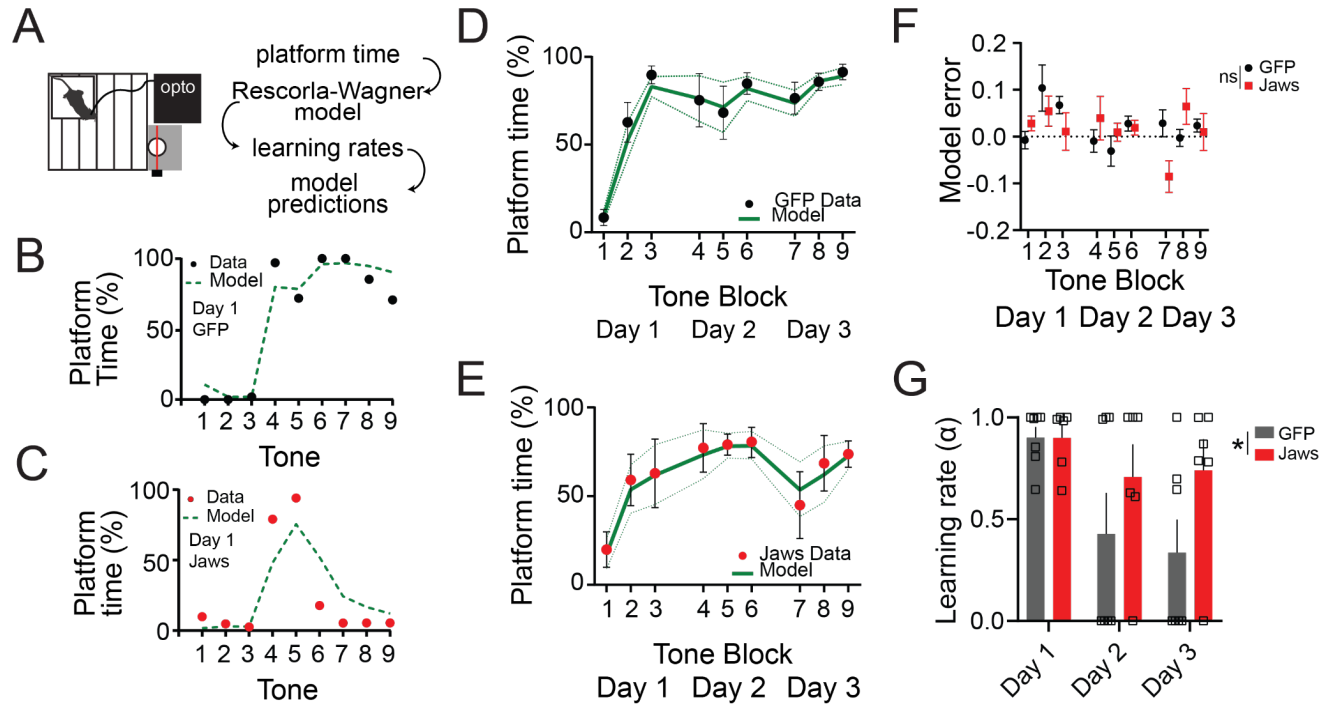 A
opto
platform time
Rescorla-Wagner
model
learning rates
model
predictions
B
Platform
Time (%)
100
50
0
Data
Model
Day 1
GFP
1 2 3 4 5 6 7 8 9
Tone
C
Platform
time (%)
100
50
0
Data
Model
Day 1
Jaws
1 2 3 4 5 6 7 8 9
Tone
D
Platform time (%)
100
50
0
GFP Data
Model
1 2 3 4 5 6 7 8 9
Tone Block
Day 1 Day 2 Day 3
E
Platform time (%)
100
50
0
Jaws Data
Model
1 2 3 4 5 6 7 8 9
Tone Block
Day 1 Day 2 Day 3
F
Model error
0.2
0.1
0.0
-0.1
-0.2
ns
GFP
Jaws
1 2 3 4 5 6 7 8 9
Tone Block
Day 1 Day 2 Day 3
G
Learning rate (α)
1.0
0.5
0.0
*
GFP
Jaws
Day 1
Day 2
Day 3